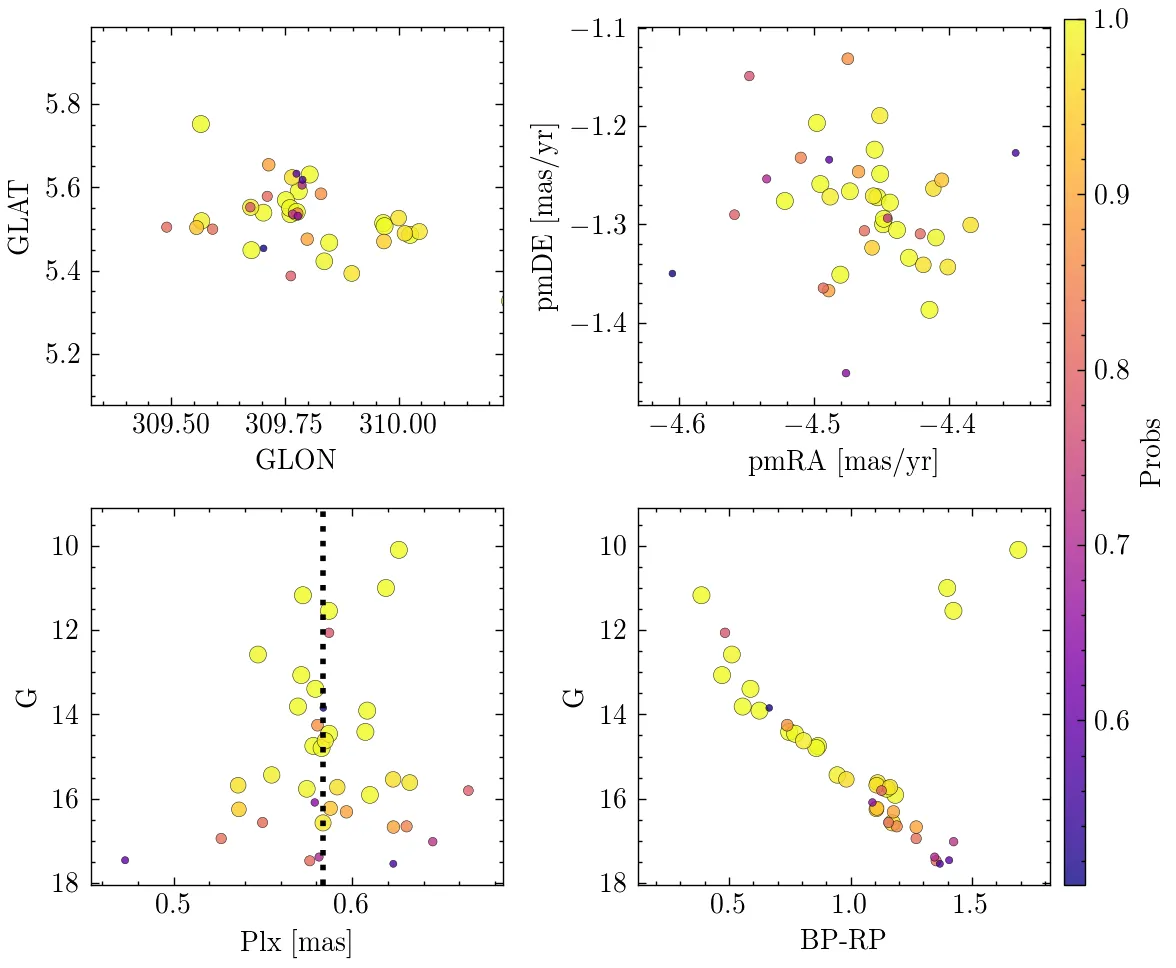 5.8
5.6
5.4
5.2
GLAT
309.50 309.75 310.00
GLON
−1.1
−1.2
−1.3
−1.4
pmDE [mas/yr]
−4.6 −4.5 −4.4
pmRA [mas/yr]
1.0
0.9
0.8
0.7
0.6
Probs
10
12
14
16
18
G
0.5 0.6
Plx [mas]
10
12
14
16
18
G
0.5 1.0 1.5
BP-RP